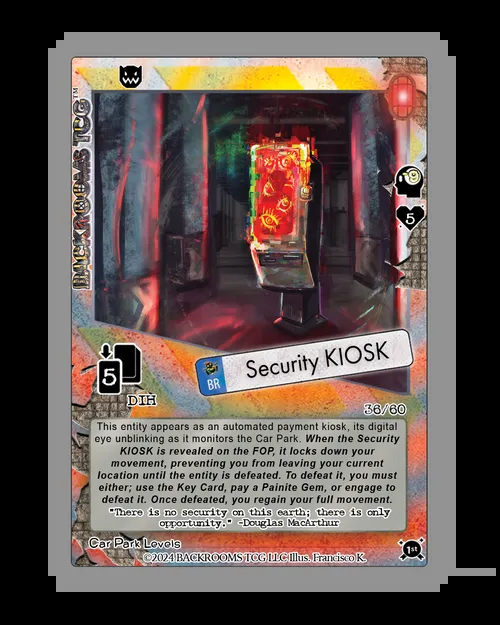 BACKROOMS TCG™
5
5
DIH
BR
Security KIOSK
36/60
This entity appears as an automated payment kiosk, its digital
eye unblinking as it monitors the Car Park. When the Security
KIOSK is revealed on the FOP, it locks down your
movement, preventing you from leaving your current
location until the entity is defeated. To defeat it, you must
either; use the Key Card, pay a Painite Gem, or engage to
defeat it. Once defeated, you regain your full movement.
"There is no security on this earth; there is only
opportunity." -Douglas MacArthur
Car Park Levels
©2024 BACKROOMS TCG LLC Illus. Francisco K.
1st